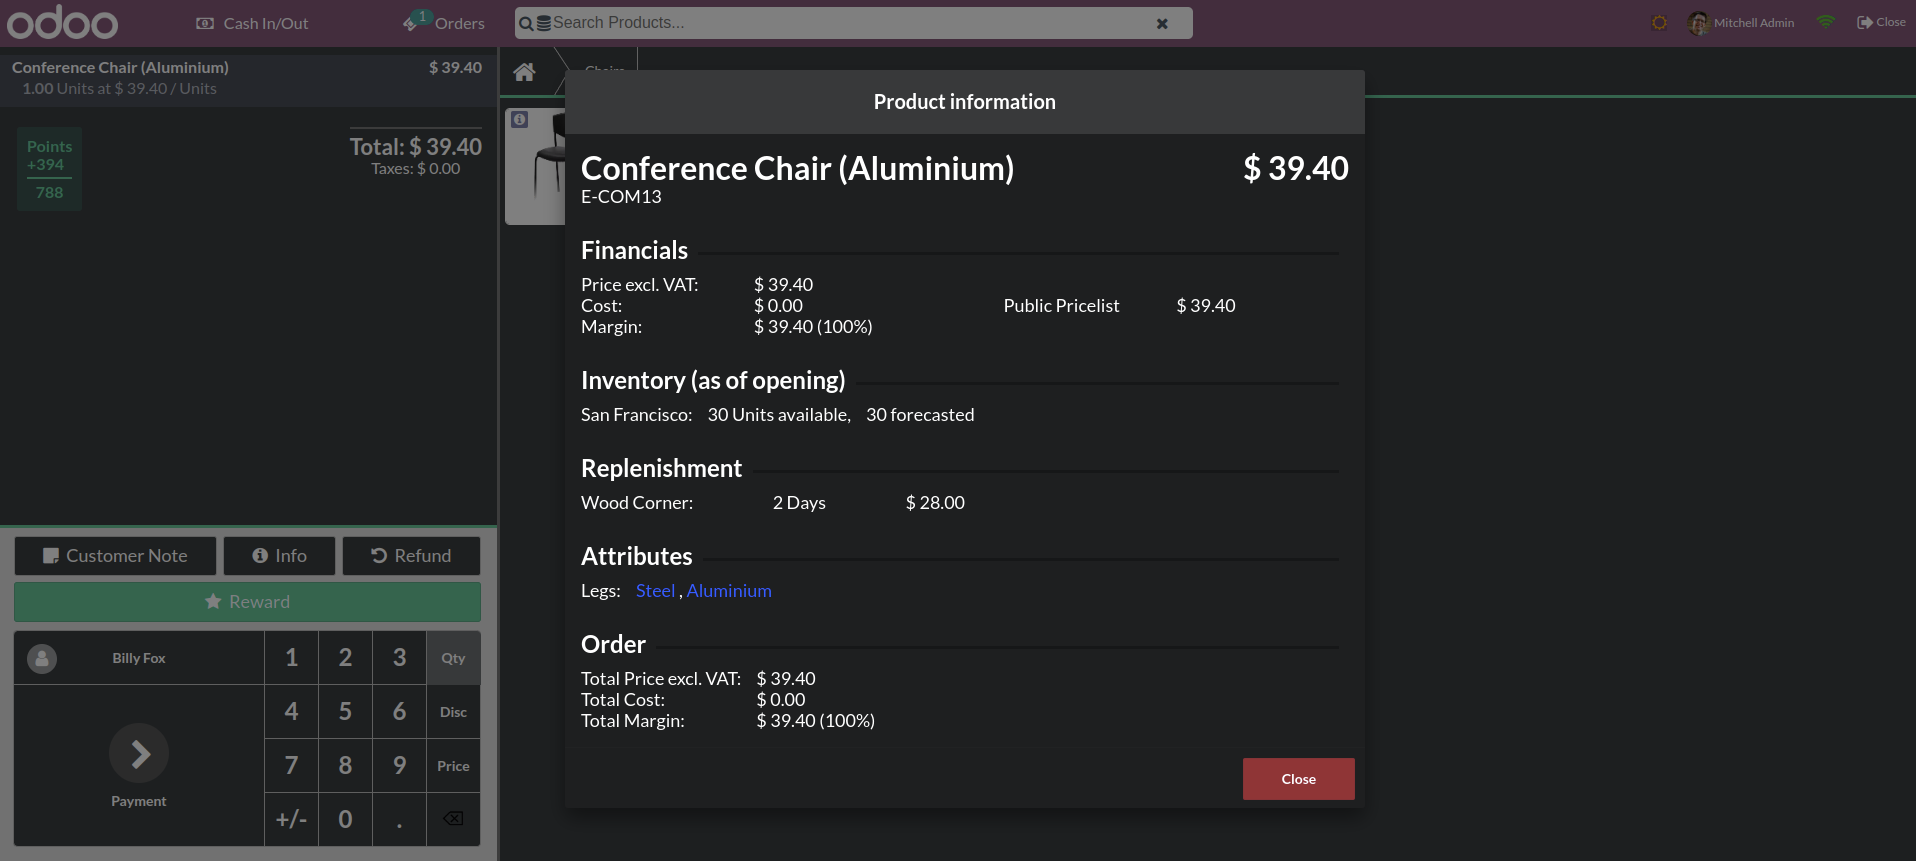 odoo
Cash In/Out
1
Orders
Search Products...
Mitchell Admin
Close
Conference Chair (Aluminium) $ 39.40
1.00 Units at $ 39.40 / Units
Points
+394
788
Total: $ 39.40
Taxes: $ 0.00
Customer Note
Info
Refund
Reward
Billy Fox
1 2 3 Qty
4 5 6 Disc
7 8 9 Price
+/- 0 .
Payment
Chairs
Product information
Conference Chair (Aluminium) $ 39.40
E-COM13
Financials
Price excl. VAT: $ 39.40
Cost: $ 0.00 Public Pricelist $ 39.40
Margin: $ 39.40 (100%)
Inventory (as of opening)
San Francisco: 30 Units available, 30 forecasted
Replenishment
Wood Corner: 2 Days $ 28.00
Attributes
Legs: Steel , Aluminium
Order
Total Price excl. VAT: $ 39.40
Total Cost: $ 0.00
Total Margin: $ 39.40 (100%)
Close